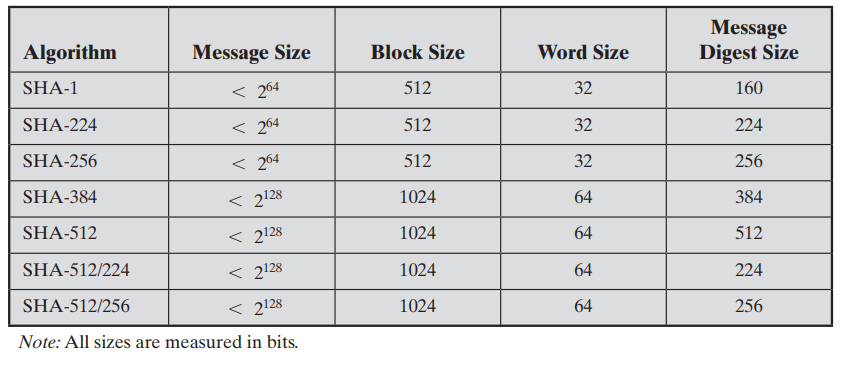 Algorithm Message Size Block Size Word Size Message Digest Size
SHA-1 < 2^64 512 32 160
SHA-224 < 2^64 512 32 224
SHA-256 < 2^64 512 32 256
SHA-384 < 2^128 1024 64 384
SHA-512 < 2^128 1024 64 512
SHA-512/224 < 2^128 1024 64 224
SHA-512/256 < 2^128 1024 64 256
Note: All sizes are measured in bits.